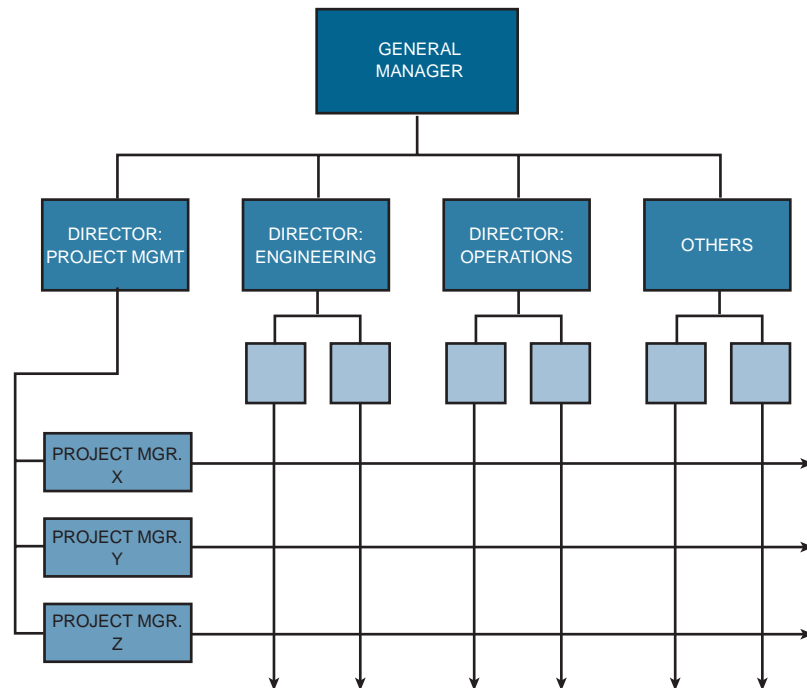 GENERAL
MANAGER
DIRECTOR:
PROJECT MGMT
DIRECTOR:
ENGINEERING
DIRECTOR:
OPERATIONS
OTHERS
PROJECT MGR.
X
PROJECT MGR.
Y
PROJECT MGR.
Z